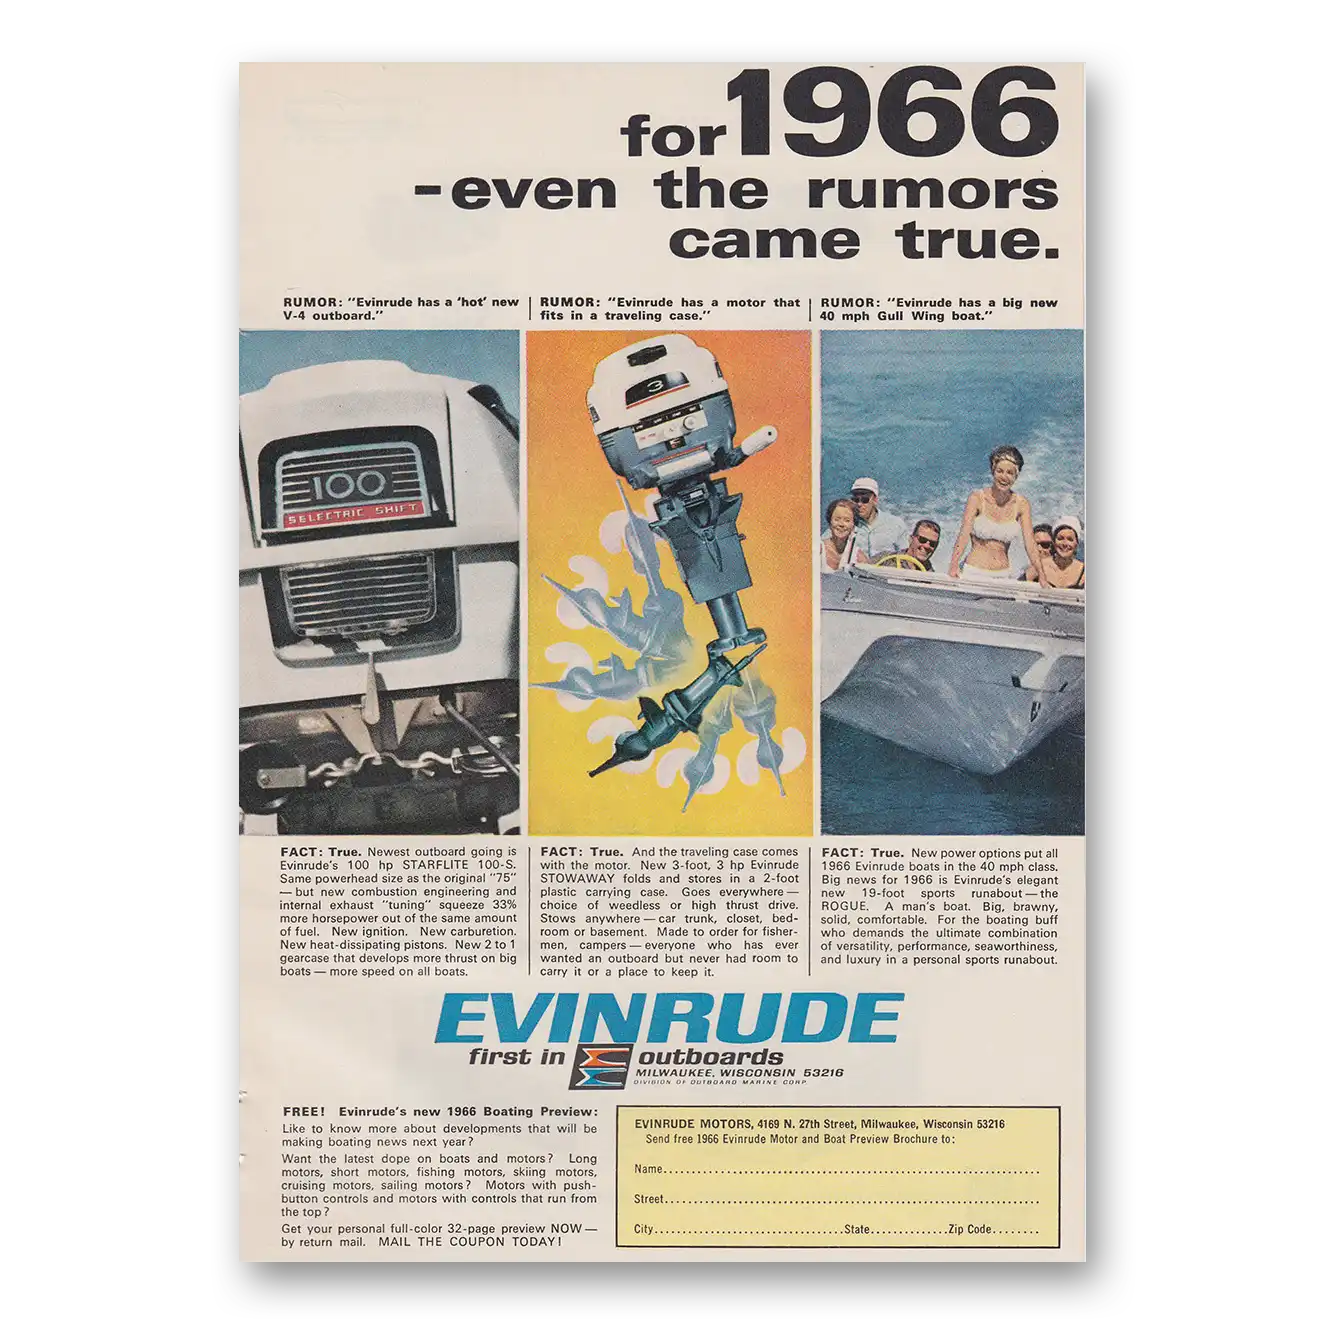 for 1966
-even the rumors
came true.
RUMOR: "Evinrude has a 'hot' new
V-4 outboard."
RUMOR: "Evinrude has a motor that
fits in a traveling case."
RUMOR: "Evinrude has a big new
40 mph Gull Wing boat."
100
SELECTRIC SHIFT
3
FACT: True. Newest outboard going is
Evinrude's 100 hp STARFLITE 100-S.
Same powerhead size as the original "75"
— but new combustion engineering and
internal exhaust "tuning" squeeze 33%
more horsepower out of the same amount
of fuel. New ignition. New carburetion.
New heat-dissipating pistons. New 2 to 1
gearcase that develops more thrust on big
boats — more speed on all boats.
FACT: True. And the traveling case comes
with the motor. New 3-foot, 3 hp Evinrude
STOWAWAY folds and stores in a 2-foot
plastic carrying case. Goes everywhere —
choice of weedless or high thrust drive.
Stows anywhere — car trunk, closet, bed-
room or basement. Made to order for fisher-
men, campers — everyone who has ever
wanted an outboard but never had room to
carry it or a place to keep it.
FACT: True. New power options put all
1966 Evinrude boats in the 40 mph class.
Big news for 1966 is Evinrude's elegant
new 19-foot sports runabout — the
ROGUE. A man's boat. Big, brawny,
solid, comfortable. For the boating buff
who demands the ultimate combination
of versatility, performance, seaworthiness,
and luxury in a personal sports runabout.
EVINRUDE
first in outboards
MILWAUKEE, WISCONSIN 53216
DIVISION OF OUTBOARD MARINE CORP.
FREE! Evinrude's new 1966 Boating Preview:
Like to know more about developments that will be
making boating news next year?
Want the latest dope on boats and motors? Long
motors, short motors, fishing motors, skiing motors,
cruising motors, sailing motors? Motors with push-
button controls and motors with controls that run from
the top?
Get your personal full-color 32-page preview NOW —
by return mail. MAIL THE COUPON TODAY!
EVINRUDE MOTORS, 4169 N. 27th Street, Milwaukee, Wisconsin 53216
Send free 1966 Evinrude Motor and Boat Preview Brochure to:
Name
Street
City State Zip Code